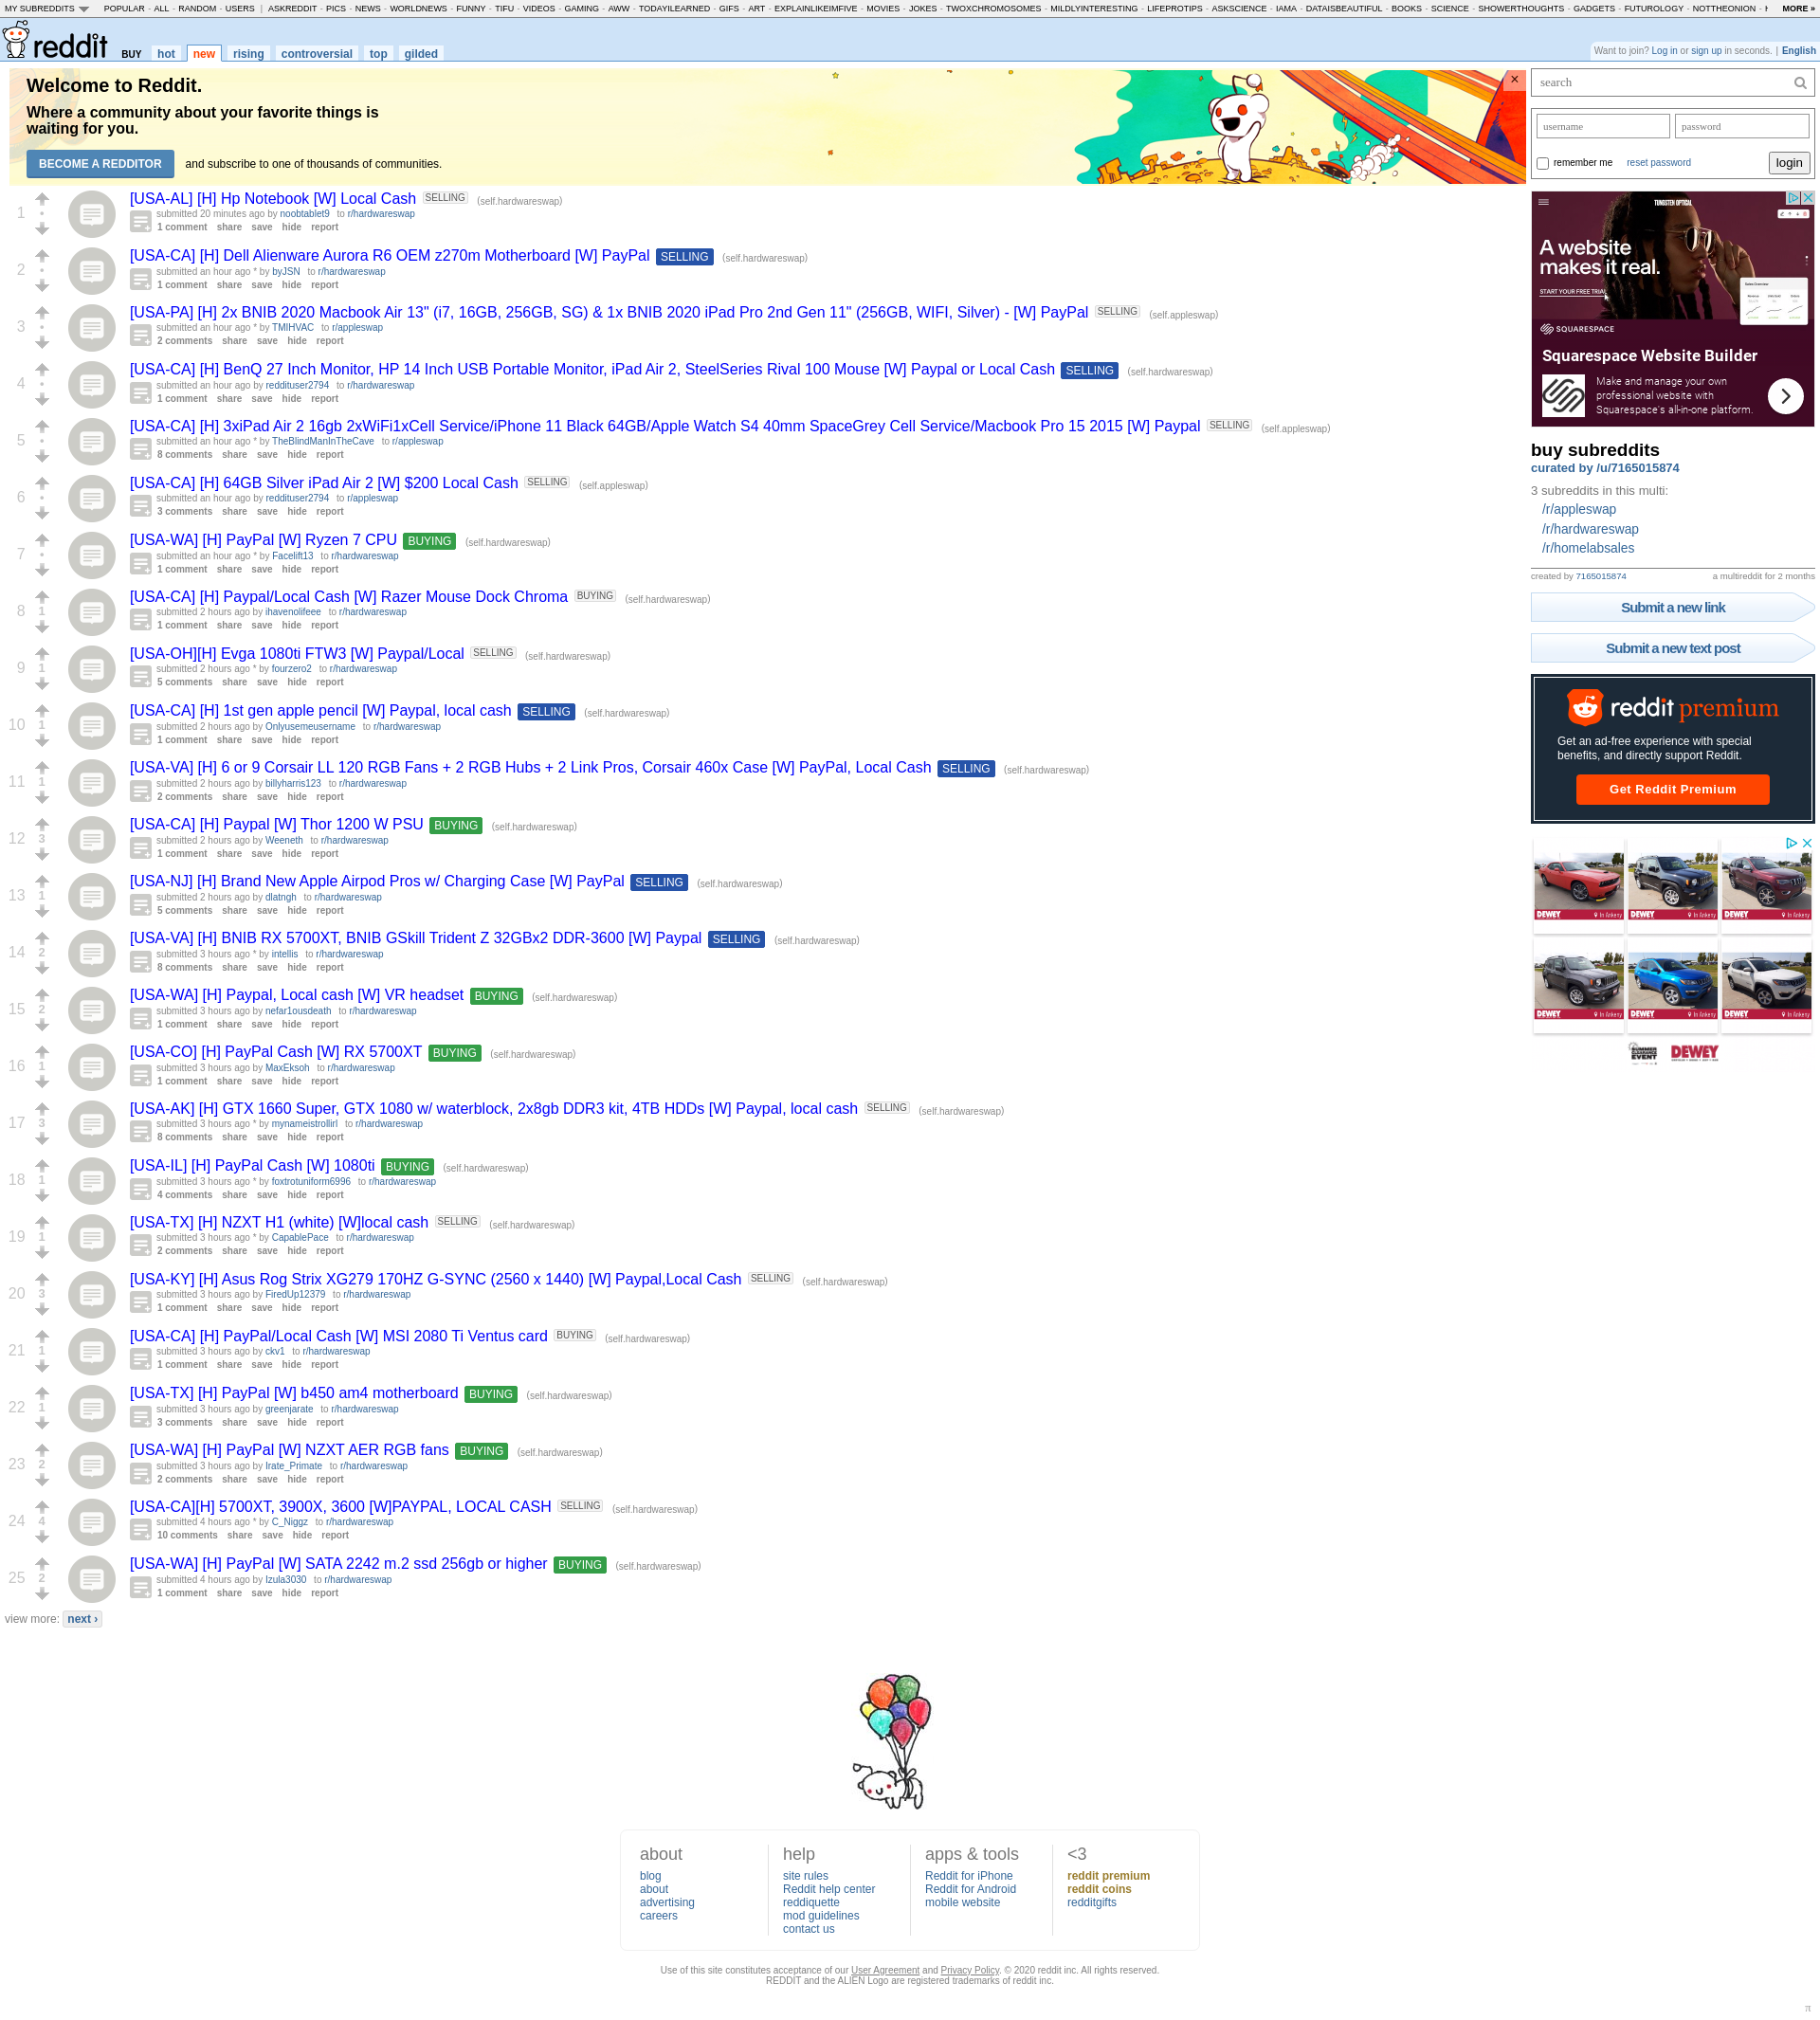 MY SUBREDDITS POPULAR - ALL - RANDOM - USERS | ASKREDDIT - PICS - NEWS - WORLDNEWS - FUNNY - TIFU - VIDEOS - GAMING - AWW - TODAYILEARNED - GIFS - ART - EXPLAINLIKEIMFIVE - MOVIES - JOKES - TWOXCHROMOSOMES - MILDLYINTERESTING - LIFEPROTIPS - ASKSCIENCE - IAMA - DATAISBEAUTIFUL - BOOKS - SCIENCE - SHOWERTHOUGHTS - GADGETS - FUTUROLOGY - NOTTHEONION - MORE »
reddit BUY hot new rising controversial top gilded
Want to join? Log in or sign up in seconds. | English
Welcome to Reddit.
Where a community about your favorite things is
waiting for you.
BECOME A REDDITOR and subscribe to one of thousands of communities.
1
[USA-AL] [H] Hp Notebook [W] Local Cash SELLING (self.hardwareswap)
submitted 20 minutes ago by noobtablet9 to r/hardwareswap
1 comment share save hide report
2
[USA-CA] [H] Dell Alienware Aurora R6 OEM z270m Motherboard [W] PayPal SELLING (self.hardwareswap)
submitted an hour ago * by byJSN to r/hardwareswap
1 comment share save hide report
3
[USA-PA] [H] 2x BNIB 2020 Macbook Air 13" (i7, 16GB, 256GB, SG) & 1x BNIB 2020 iPad Pro 2nd Gen 11" (256GB, WIFI, Silver) - [W] PayPal SELLING (self.appleswap)
submitted an hour ago * by TMIHVAC to r/appleswap
2 comments share save hide report
4
[USA-CA] [H] BenQ 27 Inch Monitor, HP 14 Inch USB Portable Monitor, iPad Air 2, SteelSeries Rival 100 Mouse [W] Paypal or Local Cash SELLING (self.hardwareswap)
submitted an hour ago by reddituser2794 to r/hardwareswap
1 comment share save hide report
5
[USA-CA] [H] 3xiPad Air 2 16gb 2xWiFi1xCell Service/iPhone 11 Black 64GB/Apple Watch S4 40mm SpaceGrey Cell Service/Macbook Pro 15 2015 [W] Paypal SELLING (self.appleswap)
submitted an hour ago * by TheBlindManInTheCave to r/appleswap
8 comments share save hide report
6
[USA-CA] [H] 64GB Silver iPad Air 2 [W] $200 Local Cash SELLING (self.appleswap)
submitted an hour ago by reddituser2794 to r/appleswap
3 comments share save hide report
7
[USA-WA] [H] PayPal [W] Ryzen 7 CPU BUYING (self.hardwareswap)
submitted an hour ago * by Facelift13 to r/hardwareswap
1 comment share save hide report
8 1
[USA-CA] [H] Paypal/Local Cash [W] Razer Mouse Dock Chroma BUYING (self.hardwareswap)
submitted 2 hours ago by ihavenolifeee to r/hardwareswap
1 comment share save hide report
9 1
[USA-OH][H] Evga 1080ti FTW3 [W] Paypal/Local SELLING (self.hardwareswap)
submitted 2 hours ago * by fourzero2 to r/hardwareswap
5 comments share save hide report
10 1
[USA-CA] [H] 1st gen apple pencil [W] Paypal, local cash SELLING (self.hardwareswap)
submitted 2 hours ago by Onlyusemeusername to r/hardwareswap
1 comment share save hide report
11 1
[USA-VA] [H] 6 or 9 Corsair LL 120 RGB Fans + 2 RGB Hubs + 2 Link Pros, Corsair 460x Case [W] PayPal, Local Cash SELLING (self.hardwareswap)
submitted 2 hours ago by billyharris123 to r/hardwareswap
2 comments share save hide report
12 3
[USA-CA] [H] Paypal [W] Thor 1200 W PSU BUYING (self.hardwareswap)
submitted 2 hours ago by Weeneth to r/hardwareswap
1 comment share save hide report
13 1
[USA-NJ] [H] Brand New Apple Airpod Pros w/ Charging Case [W] PayPal SELLING (self.hardwareswap)
submitted 2 hours ago by dlatngh to r/hardwareswap
5 comments share save hide report
14 2
[USA-VA] [H] BNIB RX 5700XT, BNIB GSkill Trident Z 32GBx2 DDR-3600 [W] Paypal SELLING (self.hardwareswap)
submitted 3 hours ago * by intellis to r/hardwareswap
8 comments share save hide report
15 2
[USA-WA] [H] Paypal, Local cash [W] VR headset BUYING (self.hardwareswap)
submitted 3 hours ago by nefar1ousdeath to r/hardwareswap
1 comment share save hide report
16 1
[USA-CO] [H] PayPal Cash [W] RX 5700XT BUYING (self.hardwareswap)
submitted 3 hours ago by MaxEksoh to r/hardwareswap
1 comment share save hide report
17 3
[USA-AK] [H] GTX 1660 Super, GTX 1080 w/ waterblock, 2x8gb DDR3 kit, 4TB HDDs [W] Paypal, local cash SELLING (self.hardwareswap)
submitted 3 hours ago * by mynameistrollirl to r/hardwareswap
8 comments share save hide report
18 1
[USA-IL] [H] PayPal Cash [W] 1080ti BUYING (self.hardwareswap)
submitted 3 hours ago * by foxtrotuniform6996 to r/hardwareswap
4 comments share save hide report
19 1
[USA-TX] [H] NZXT H1 (white) [W]local cash SELLING (self.hardwareswap)
submitted 3 hours ago * by CapablePace to r/hardwareswap
2 comments share save hide report
20 3
[USA-KY] [H] Asus Rog Strix XG279 170HZ G-SYNC (2560 x 1440) [W] Paypal,Local Cash SELLING (self.hardwareswap)
submitted 3 hours ago by FiredUp12379 to r/hardwareswap
1 comment share save hide report
21 1
[USA-CA] [H] PayPal/Local Cash [W] MSI 2080 Ti Ventus card BUYING (self.hardwareswap)
submitted 3 hours ago by ckv1 to r/hardwareswap
1 comment share save hide report
22 1
[USA-TX] [H] PayPal [W] b450 am4 motherboard BUYING (self.hardwareswap)
submitted 3 hours ago by greenjarate to r/hardwareswap
3 comments share save hide report
23 2
[USA-WA] [H] PayPal [W] NZXT AER RGB fans BUYING (self.hardwareswap)
submitted 3 hours ago by Irate_Primate to r/hardwareswap
2 comments share save hide report
24 4
[USA-CA][H] 5700XT, 3900X, 3600 [W]PAYPAL, LOCAL CASH SELLING (self.hardwareswap)
submitted 4 hours ago * by C_Niggz to r/hardwareswap
10 comments share save hide report
25 2
[USA-WA] [H] PayPal [W] SATA 2242 m.2 ssd 256gb or higher BUYING (self.hardwareswap)
submitted 4 hours ago by Izula3030 to r/hardwareswap
1 comment share save hide report
view more: next ›
search
username password
remember me reset password login
TUNGSTEN OPTICAL
A website
makes it real.
START YOUR FREE TRIAL
SQUARESPACE
Squarespace Website Builder
Make and manage your own
professional website with
Squarespace's all-in-one platform.
buy subreddits
curated by /u/7165015874
3 subreddits in this multi:
/r/appleswap
/r/hardwareswap
/r/homelabsales
created by 7165015874 a multireddit for 2 months
Submit a new link
Submit a new text post
reddit premium
Get an ad-free experience with special
benefits, and directly support Reddit.
Get Reddit Premium
DEWEY In Ankeny DEWEY In Ankeny DEWEY In Ankeny
DEWEY In Ankeny DEWEY In Ankeny DEWEY In Ankeny
EVENT DEWEY
about
blog
about
advertising
careers
help
site rules
Reddit help center
reddiquette
mod guidelines
contact us
apps & tools
Reddit for iPhone
Reddit for Android
mobile website
<3
reddit premium
reddit coins
redditgifts
Use of this site constitutes acceptance of our User Agreement and Privacy Policy. © 2020 reddit inc. All rights reserved.
REDDIT and the ALIEN Logo are registered trademarks of reddit inc.
π